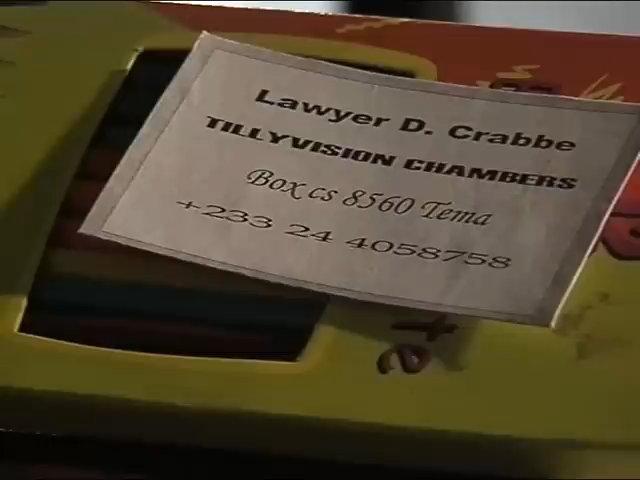 Lawyer D. Crabbe
TILLYVISION CHAMBERS
Box cs 8560 Tema
+233 24 4058758